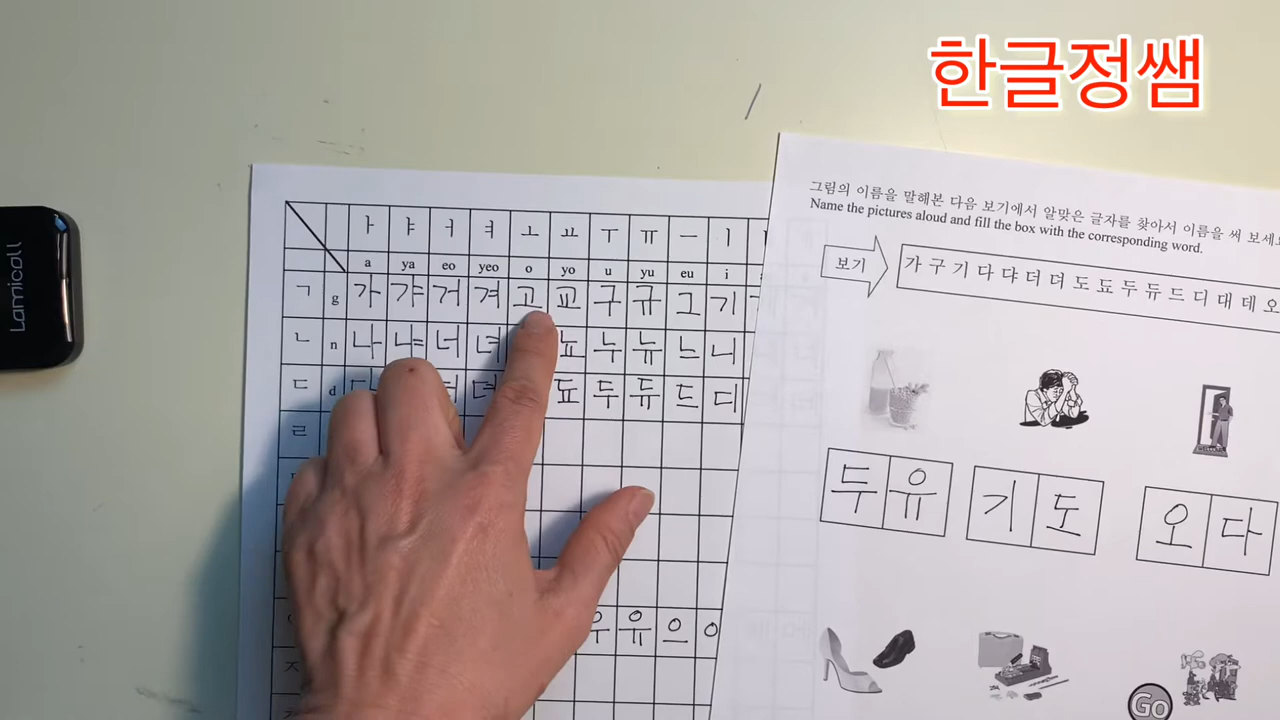 한글정쌤
Lamicall
ㅏ ㅑ ㅓ ㅕ ㅗ ㅛ ㅜ ㅠ ㅡ ㅣ
a ya eo yeo o yo u yu eu i
ㄱ g 가 갸 거 겨 고 교 구 규 그 기
ㄴ n 나 냐 너 녀 뇨 누 뉴 느 니
ㄷ d 더 뎌 됴 두 듀 드 디
ㄹ
우 유 으
ㅈ
그림의 이름을 말해본 다음 보기에서 알맞은 글자를 찾아서 이름을 써 보세요
Name the pictures aloud and fill the box with the corresponding word.
보기
가 구 기 다 댜 더 뎌 도 됴 두 듀 드 디 대 데 오
두유 기도 오다
Go